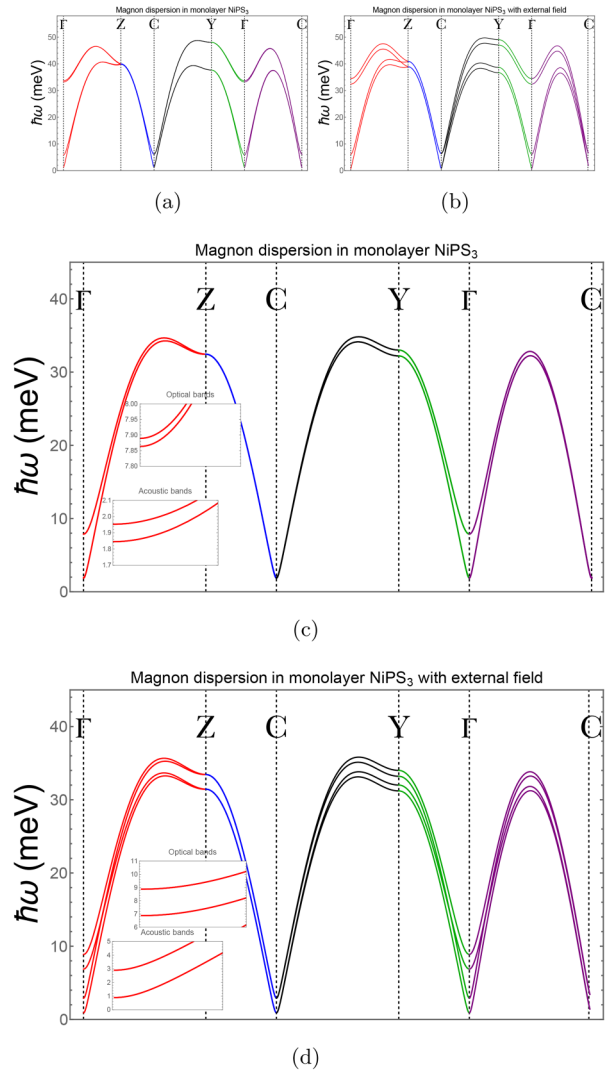 Magnon dispersion in monolayer NiPS₃
Γ Z C Y Γ C
ħω (meV)
50
40
30
20
10
0
(a)
Magnon dispersion in monolayer NiPS₃ with external field
Γ Z C Y Γ C
ħω (meV)
50
40
30
20
10
0
(b)
Magnon dispersion in monolayer NiPS₃
Γ Z C Y Γ C
ħω (meV)
40
30
20
10
0
Optical bands
8.00
7.95
7.90
7.85
7.80
Acoustic bands
2.1
2.0
1.9
1.8
1.7
(c)
Magnon dispersion in monolayer NiPS₃ with external field
Γ Z C Y Γ C
ħω (meV)
40
30
20
10
0
Optical bands
11
10
9
8
7
6
Acoustic bands
5
4
3
2
1
0
(d)